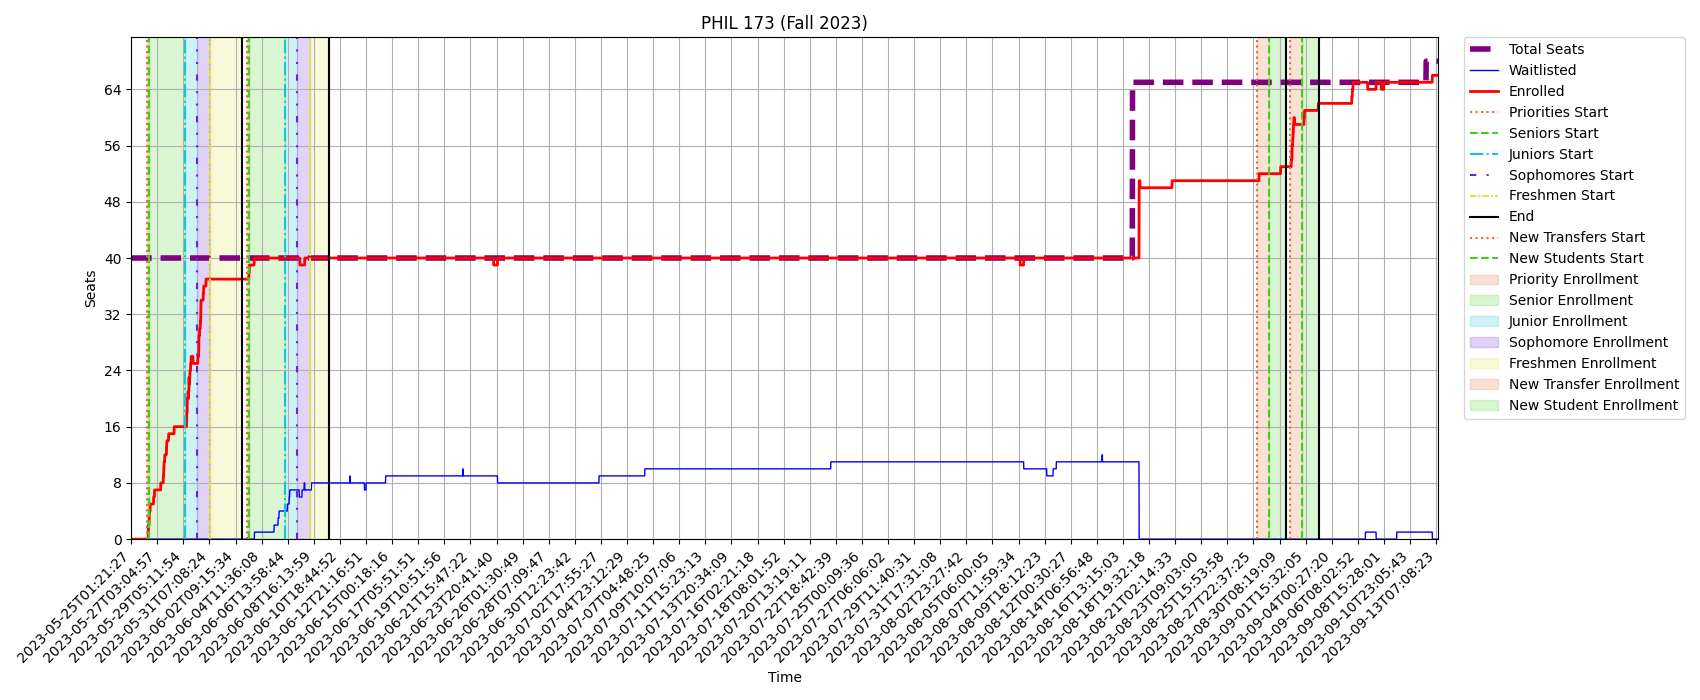 PHIL 173 (Fall 2023)
Seats
64
56
48
40
32
24
16
8
0
2023-05-25T01:21:27
2023-05-27T03:04:57
2023-05-29T05:11:54
2023-05-31T07:08:24
2023-06-02T09:15:34
2023-06-04T11:36:08
2023-06-06T13:58:44
2023-06-08T16:13:59
2023-06-10T18:44:52
2023-06-12T21:16:51
2023-06-15T00:18:16
2023-06-17T05:51:51
2023-06-19T10:51:56
2023-06-21T15:47:22
2023-06-23T20:41:40
2023-06-26T01:30:49
2023-06-28T07:09:47
2023-06-30T12:23:42
2023-07-02T17:55:27
2023-07-04T23:12:29
2023-07-07T04:48:25
2023-07-09T10:07:06
2023-07-11T15:23:13
2023-07-13T20:34:09
2023-07-16T02:21:18
2023-07-18T08:01:52
2023-07-20T13:19:11
2023-07-22T18:42:39
2023-07-25T00:09:36
2023-07-27T06:06:02
2023-07-29T11:40:31
2023-07-31T17:31:08
2023-08-02T23:27:42
2023-08-05T06:00:05
2023-08-07T11:59:34
2023-08-09T18:12:23
2023-08-12T00:30:27
2023-08-14T06:56:48
2023-08-16T13:15:03
2023-08-18T19:32:18
2023-08-21T02:14:33
2023-08-23T09:03:00
2023-08-25T15:53:58
2023-08-27T22:37:25
2023-08-30T08:19:09
2023-09-01T15:32:05
2023-09-04T00:27:20
2023-09-06T08:02:52
2023-09-08T15:28:01
2023-09-10T23:05:43
2023-09-13T07:08:23
Time
Total Seats
Waitlisted
Enrolled
Priorities Start
Seniors Start
Juniors Start
Sophomores Start
Freshmen Start
End
New Transfers Start
New Students Start
Priority Enrollment
Senior Enrollment
Junior Enrollment
Sophomore Enrollment
Freshmen Enrollment
New Transfer Enrollment
New Student Enrollment